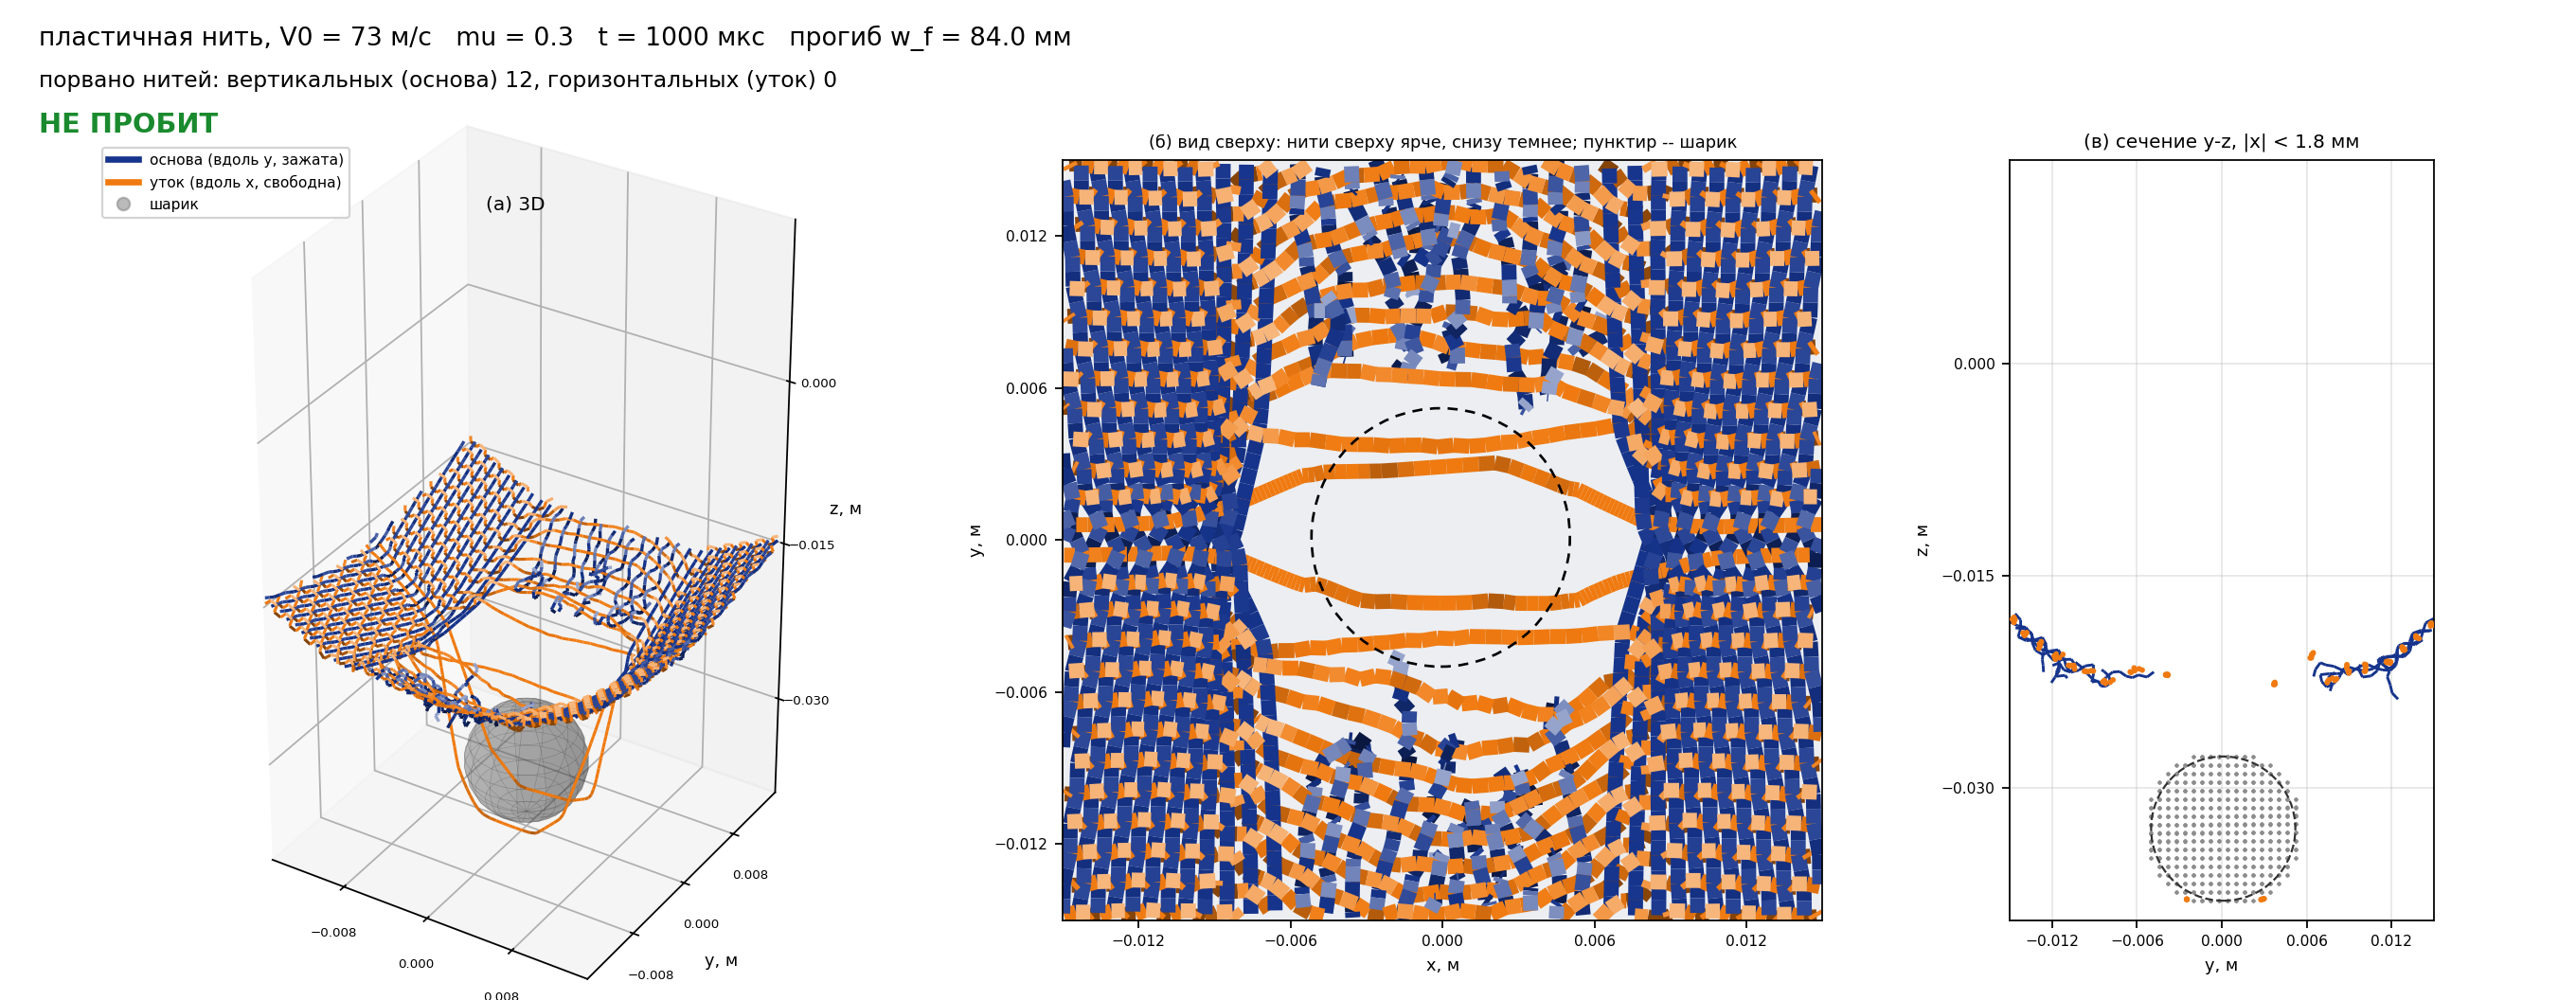 пластичная нить, V0 = 73 м/с   mu = 0.3   t = 1000 мкс   прогиб w_f = 84.0 мм
порвано нитей: вертикальных (основа) 12, горизонтальных (уток) 0
НЕ ПРОБИТ
основа (вдоль y, зажата)
уток (вдоль x, свободна)
шарик
(а) 3D
0.000
z, м
−0.015
−0.030
0.008
0.000
y, м
−0.008
−0.008
0.000
0.008
(б) вид сверху: нити сверху ярче, снизу темнее; пунктир -- шарик
0.012
0.006
0.000
−0.006
−0.012
y, м
−0.012
−0.006
0.000
0.006
0.012
x, м
(в) сечение y-z, |x| < 1.8 мм
0.000
−0.015
−0.030
z, м
−0.012
−0.006
0.000
0.006
0.012
y, м